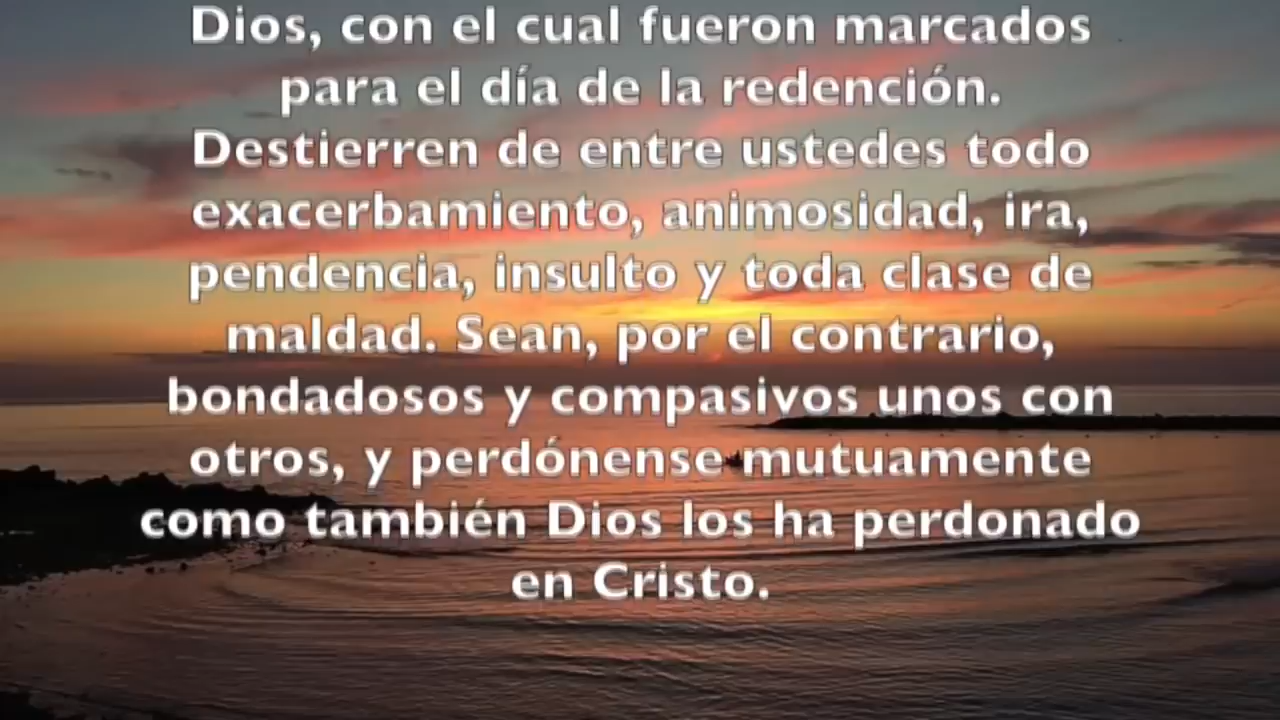 Dios, con el cual fueron marcados
para el día de la redención.
Destierren de entre ustedes todo
exacerbamiento, animosidad, ira,
pendencia, insulto y toda clase de
maldad. Sean, por el contrario,
bondadosos y compasivos unos con
otros, y perdónense mutuamente
como también Dios los ha perdonado
en Cristo.